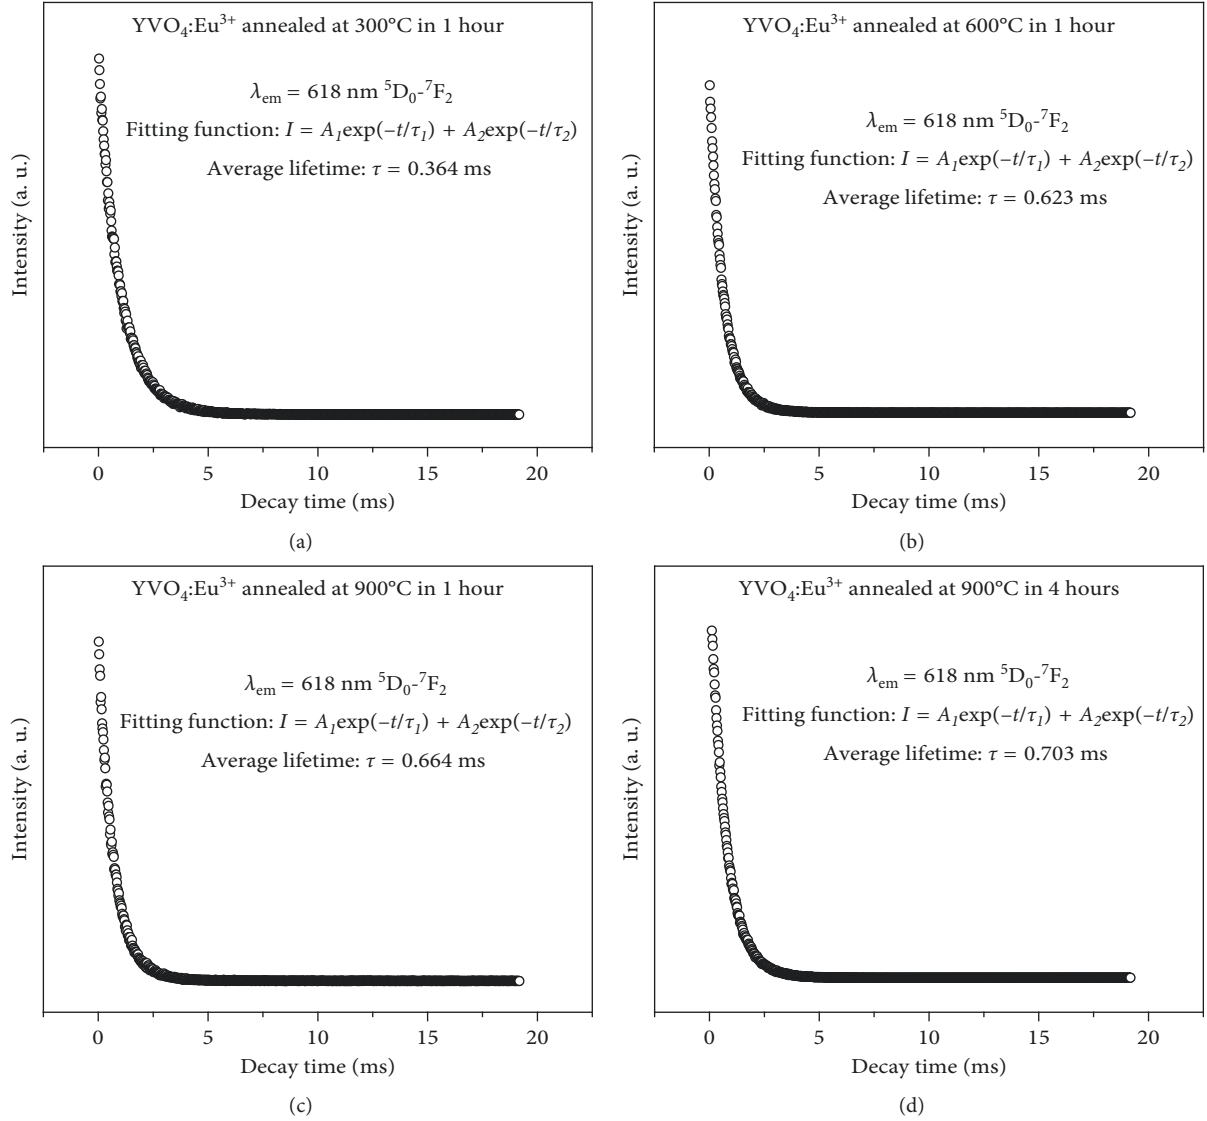 YVO₄:Eu³⁺ annealed at 300°C in 1 hour
λem = 618 nm ⁵D₀-⁷F₂
Fitting function: I = A₁exp(–t/τ₁) + A₂exp(–t/τ₂)
Average lifetime: τ = 0.364 ms
Intensity (a. u.)
0 5 10 15 20
Decay time (ms)
(a)
YVO₄:Eu³⁺ annealed at 600°C in 1 hour
λem = 618 nm ⁵D₀-⁷F₂
Fitting function: I = A₁exp(–t/τ₁) + A₂exp(–t/τ₂)
Average lifetime: τ = 0.623 ms
Intensity (a. u.)
0 5 10 15 20
Decay time (ms)
(b)
YVO₄:Eu³⁺ annealed at 900°C in 1 hour
λem = 618 nm ⁵D₀-⁷F₂
Fitting function: I = A₁exp(–t/τ₁) + A₂exp(–t/τ₂)
Average lifetime: τ = 0.664 ms
Intensity (a. u.)
0 5 10 15 20
Decay time (ms)
(c)
YVO₄:Eu³⁺ annealed at 900°C in 4 hours
λem = 618 nm ⁵D₀-⁷F₂
Fitting function: I = A₁exp(–t/τ₁) + A₂exp(–t/τ₂)
Average lifetime: τ = 0.703 ms
Intensity (a. u.)
0 5 10 15 20
Decay time (ms)
(d)